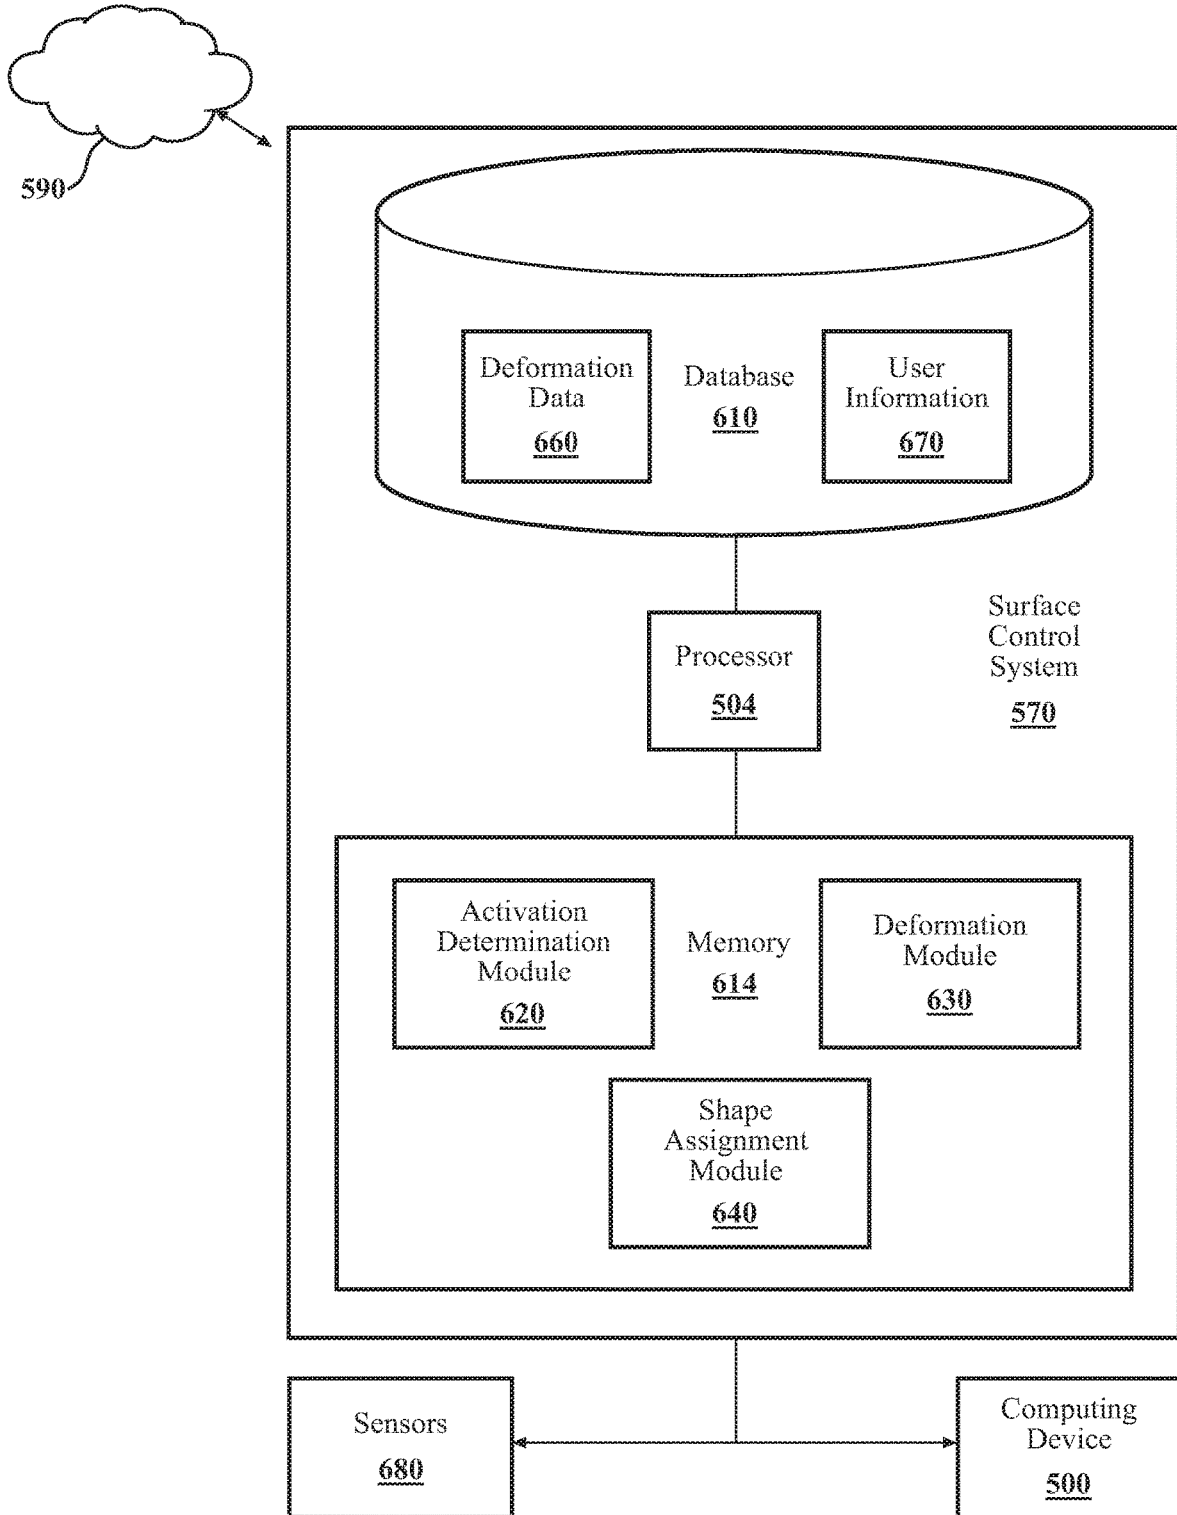 590
Deformation
Data
660
Database
610
User
Information
670
Processor
504
Surface
Control
System
570
Activation
Determination
Module
620
Memory
614
Deformation
Module
630
Shape
Assignment
Module
640
Sensors
680
Computing
Device
500